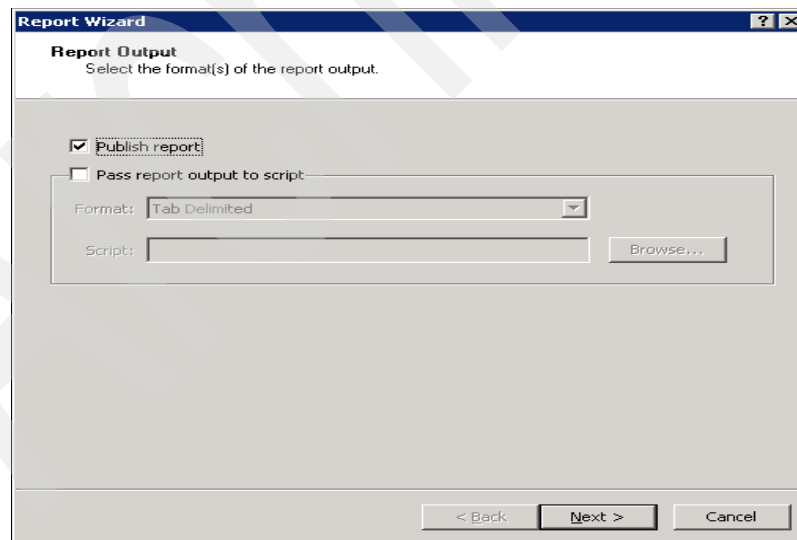 Report Wizard
Report Output
Select the format(s) of the report output.
Publish report
Pass report output to script
Format: Tab Delimited
Script: Browse...
< Back Next > Cancel